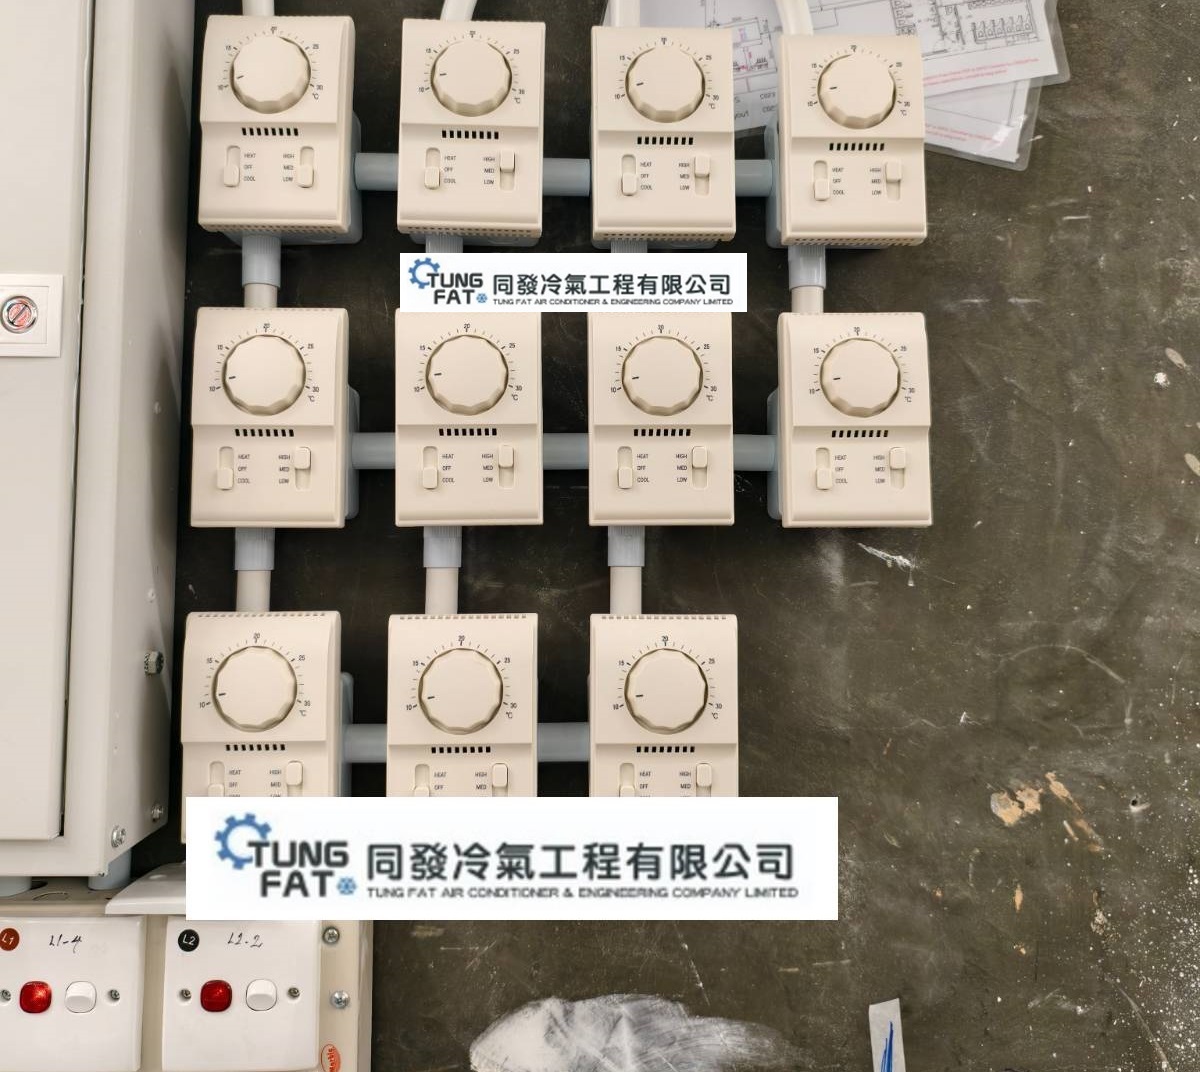 10 15 20 25 30 °C
HEAT HIGH
OFF MED
COOL LOW
10 15 20 25 30 °C
HEAT HIGH
OFF MED
COOL LOW
10 15 20 25 30 °C
HEAT HIGH
OFF MED
COOL LOW
10 15 20 25 30 °C
HEAT HIGH
OFF MED
COOL LOW
TUNG FAT
同發冷氣工程有限公司
TUNG FAT AIR CONDITIONER & ENGINEERING COMPANY LIMITED
10 15 20 25 30 °C
HEAT HIGH
OFF MED
COOL LOW
10 15 20 25 30 °C
HEAT HIGH
OFF MED
COOL LOW
10 15 20 25 30 °C
HEAT HIGH
OFF MED
COOL LOW
10 15 20 25 30 °C
HEAT HIGH
OFF MED
COOL LOW
10 15 20 25 30 °C
HEAT HIGH
OFF MED
10 15 20 25 30 °C
HEAT HIGH
OFF MED
10 15 20 25 30 °C
HEAT HIGH
OFF MED
TUNG
FAT
同發冷氣工程有限公司
TUNG FAT AIR CONDITIONER & ENGINEERING COMPANY LIMITED
L1 L1-4
L2 L2-2